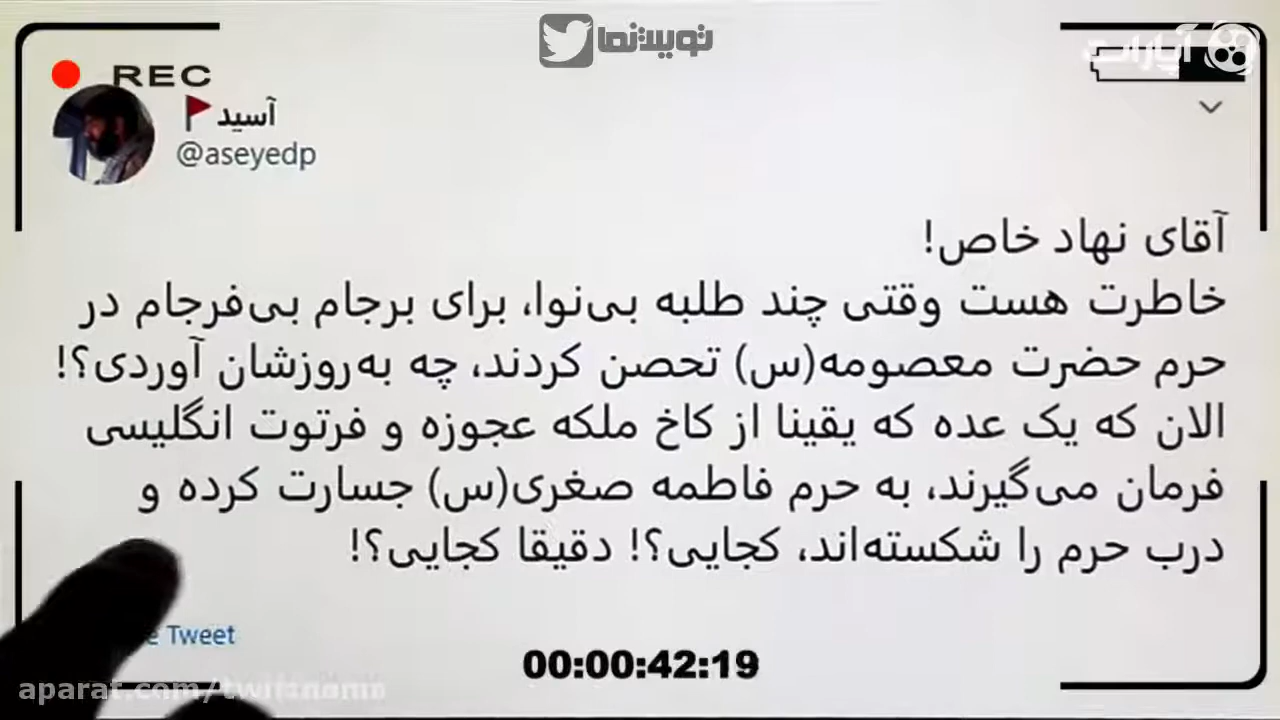 توییتنما
آپارات
REC
آسید
@aseyedp
آقای نهاد خاص!
خاطرت هست وقتی چند طلبه بی‌نوا، برای برجام بی‌فرجام در
حرم حضرت معصومه(س) تحصن کردند، چه به‌روزشان آوردی؟!
الان که یک عده که یقینا از کاخ ملکه عجوزه و فرتوت انگلیسی
فرمان می‌گیرند، به حرم فاطمه صغری(س) جسارت کرده و
درب حرم را شکسته‌اند، کجایی؟! دقیقا کجایی؟!
Tweet
00:00:42:19
aparat.com/twitanama